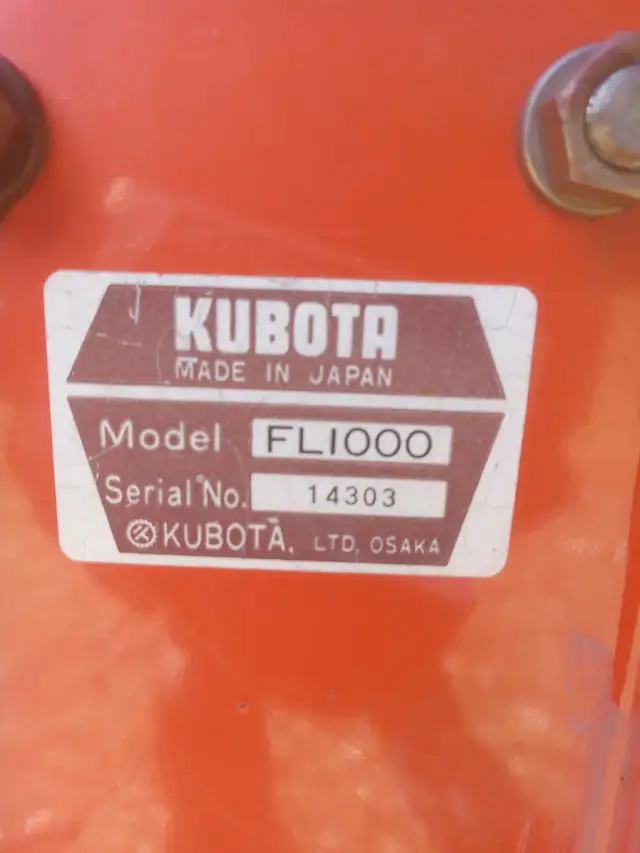 KUBOTA
MADE IN JAPAN
Model FL1000
Serial No. 14303
KUBOTA, LTD, OSAKA